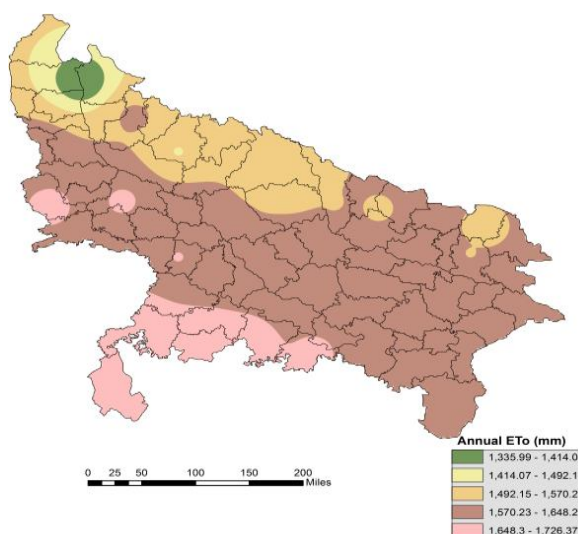 0 25 50 100 150 200
Miles
Annual ETo (mm)
1,335.99 - 1,414.0
1,414.07 - 1,492.1
1,492.15 - 1,570.2
1,570.23 - 1,648.2
1,648.3 - 1,726.37